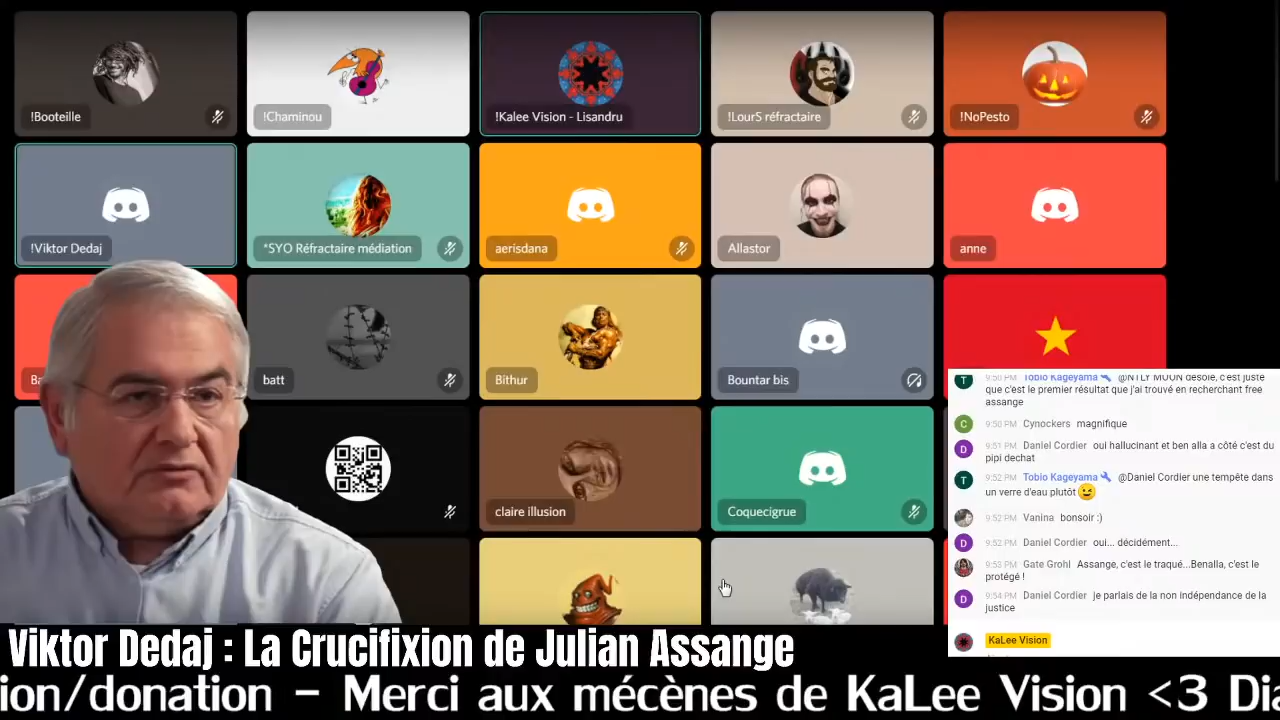 !Booteille
!Chaminou
!Kalee Vision - Lisandru
!LourS réfractaire
!NoPesto
!Viktor Dedaj
*SYO Réfractaire médiation
aerisdana
Allastor
anne
Ba
batt
Bithur
Bountar bis
claire illusion
Coquecigrue
T 9:50 PM Tobio Kageyama @NTLY MOON désolé, c'est juste
que c'est le premier résultat que j'ai trouvé en recherchant free
assange
C 9:50 PM Cynockers magnifique
D 9:51 PM Daniel Cordier oui hallucinant et ben alla a côté c'est du
pipi dechat
T 9:52 PM Tobio Kageyama @Daniel Cordier une tempête dans
un verre d'eau plutôt 😉
9:52 PM Vanina bonsoir :)
D 9:52 PM Daniel Cordier oui... décidément...
9:53 PM Gate Grohl Assange, c'est le traqué...Benalla, c'est le
protégé !
D 9:54 PM Daniel Cordier je parlais de la non indépendance de la
justice
KaLee Vision
Viktor Dedaj : La Crucifixion de Julian Assange
ion/donation – Merci aux mécènes de KaLee Vision <3 Dia